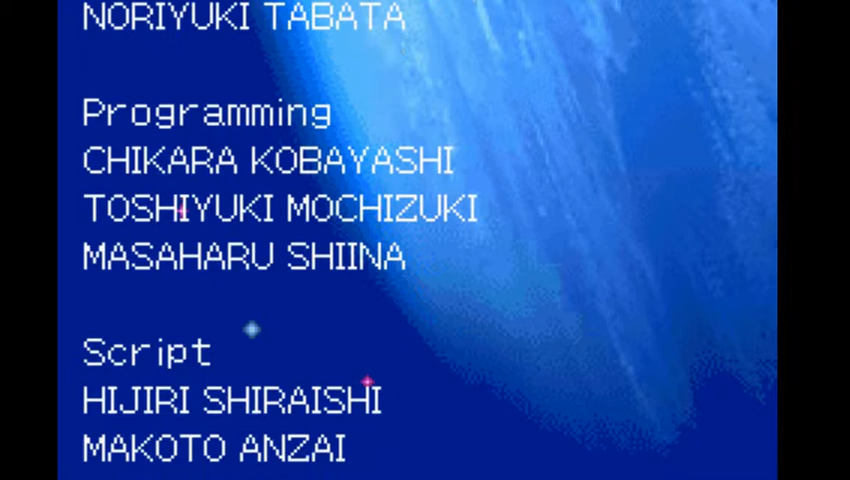 NORIYUKI TABATA
Programming
CHIKARA KOBAYASHI
TOSHIYUKI MOCHIZUKI
MASAHARU SHIINA
Script
HIJIRI SHIRAISHI
MAKOTO ANZAI